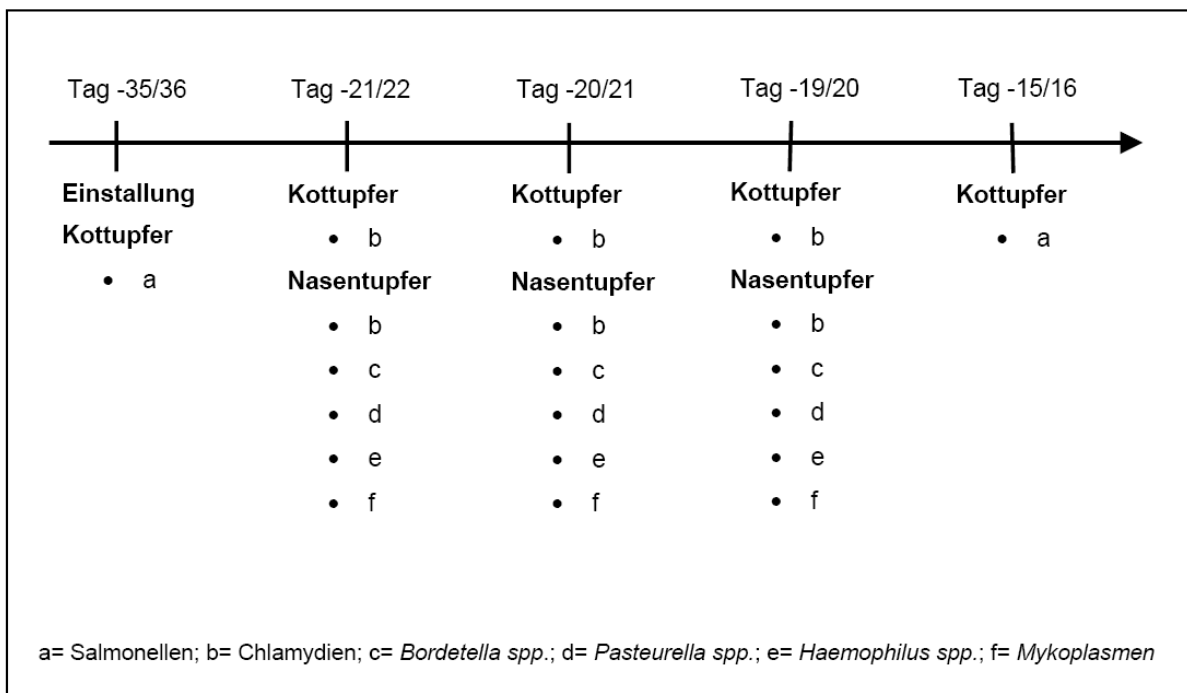 Tag -35/36 Tag -21/22 Tag -20/21 Tag -19/20 Tag -15/16
Einstallung Kottupfer Kottupfer Kottupfer Kottupfer
Kottupfer • b • b • b • a
• a Nasentupfer Nasentupfer Nasentupfer
• b • b • b
• c • c • c
• d • d • d
• e • e • e
• f • f • f
a= Salmonellen; b= Chlamydien; c= Bordetella spp.; d= Pasteurella spp.; e= Haemophilus spp.; f= Mykoplasmen